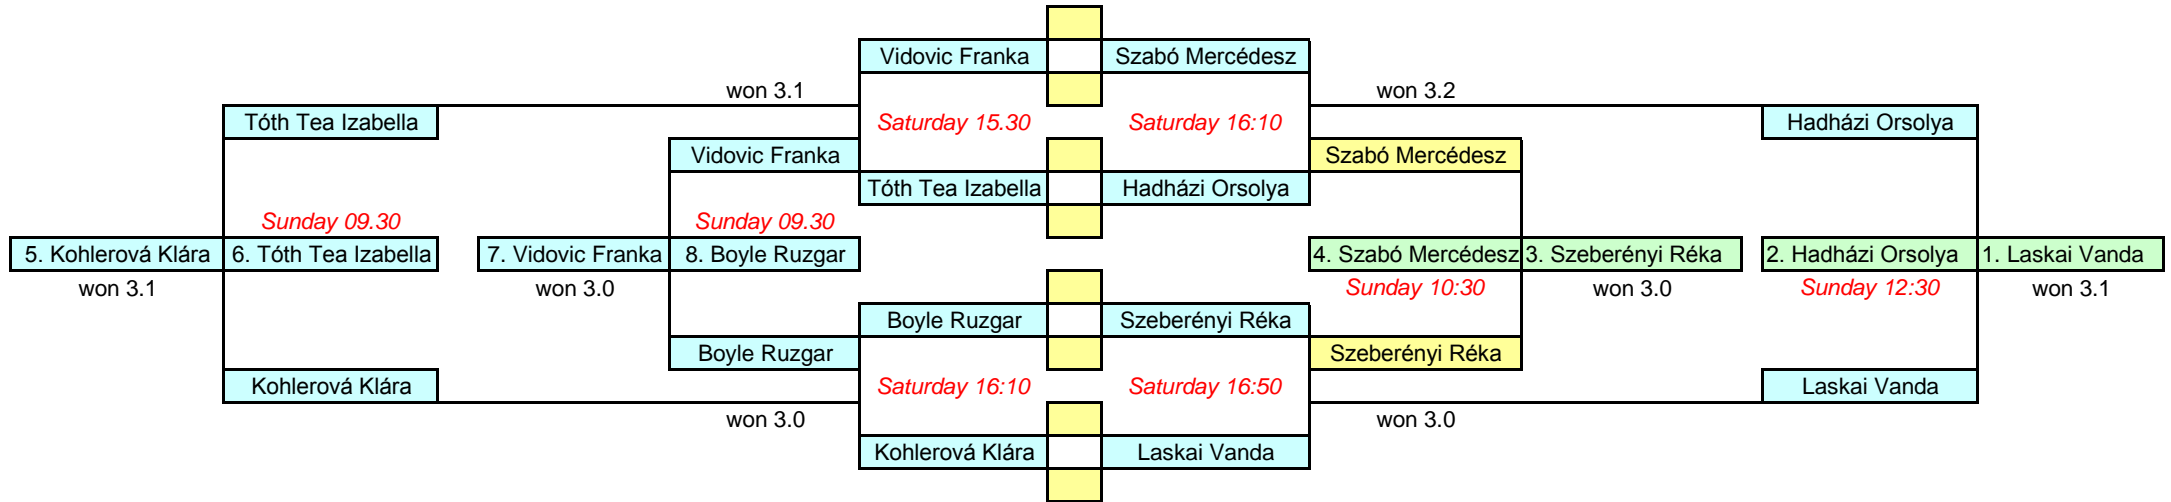 Vidovic Franka Szabó Mercédesz
won 3.1 won 3.2
Tóth Tea Izabella Saturday 15.30 Saturday 16:10 Hadházi Orsolya
Vidovic Franka Szabó Mercédesz
Tóth Tea Izabella Hadházi Orsolya
Sunday 09.30 Sunday 09.30
5. Kohlerová Klára 6. Tóth Tea Izabella 7. Vidovic Franka 8. Boyle Ruzgar 4. Szabó Mercédesz 3. Szeberényi Réka 2. Hadházi Orsolya 1. Laskai Vanda
won 3.1 won 3.0 Sunday 10:30 won 3.0 Sunday 12:30 won 3.1
Boyle Ruzgar Szeberényi Réka
Boyle Ruzgar Szeberényi Réka
Kohlerová Klára Saturday 16:10 Saturday 16:50 Laskai Vanda
won 3.0 won 3.0
Kohlerová Klára Laskai Vanda